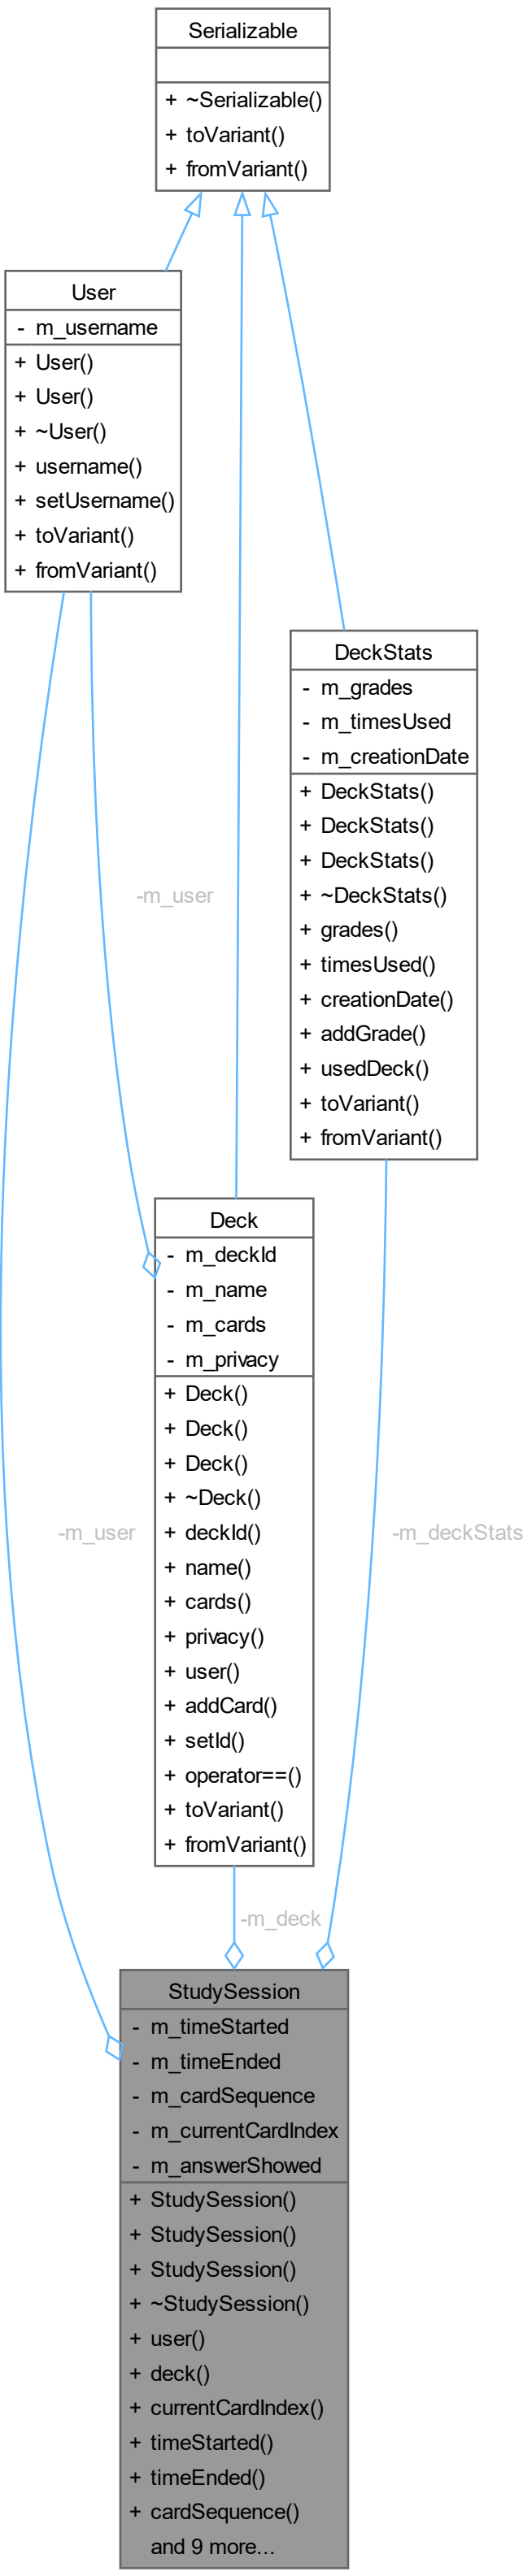 Serializable
+ ~Serializable()
+ toVariant()
+ fromVariant()
User
- m_username
+ User()
+ User()
+ ~User()
+ username()
+ setUsername()
+ toVariant()
+ fromVariant()
DeckStats
- m_grades
- m_timesUsed
- m_creationDate
+ DeckStats()
+ DeckStats()
+ DeckStats()
+ ~DeckStats()
+ grades()
+ timesUsed()
+ creationDate()
+ addGrade()
+ usedDeck()
+ toVariant()
+ fromVariant()
-m_user
Deck
- m_deckId
- m_name
- m_cards
- m_privacy
+ Deck()
+ Deck()
+ Deck()
+ ~Deck()
+ deckId()
+ name()
+ cards()
+ privacy()
+ user()
+ addCard()
+ setId()
+ operator==()
+ toVariant()
+ fromVariant()
-m_user
-m_deckStats
-m_deck
StudySession
- m_timeStarted
- m_timeEnded
- m_cardSequence
- m_currentCardIndex
- m_answerShowed
+ StudySession()
+ StudySession()
+ StudySession()
+ ~StudySession()
+ user()
+ deck()
+ currentCardIndex()
+ timeStarted()
+ timeEnded()
+ cardSequence()
and 9 more...